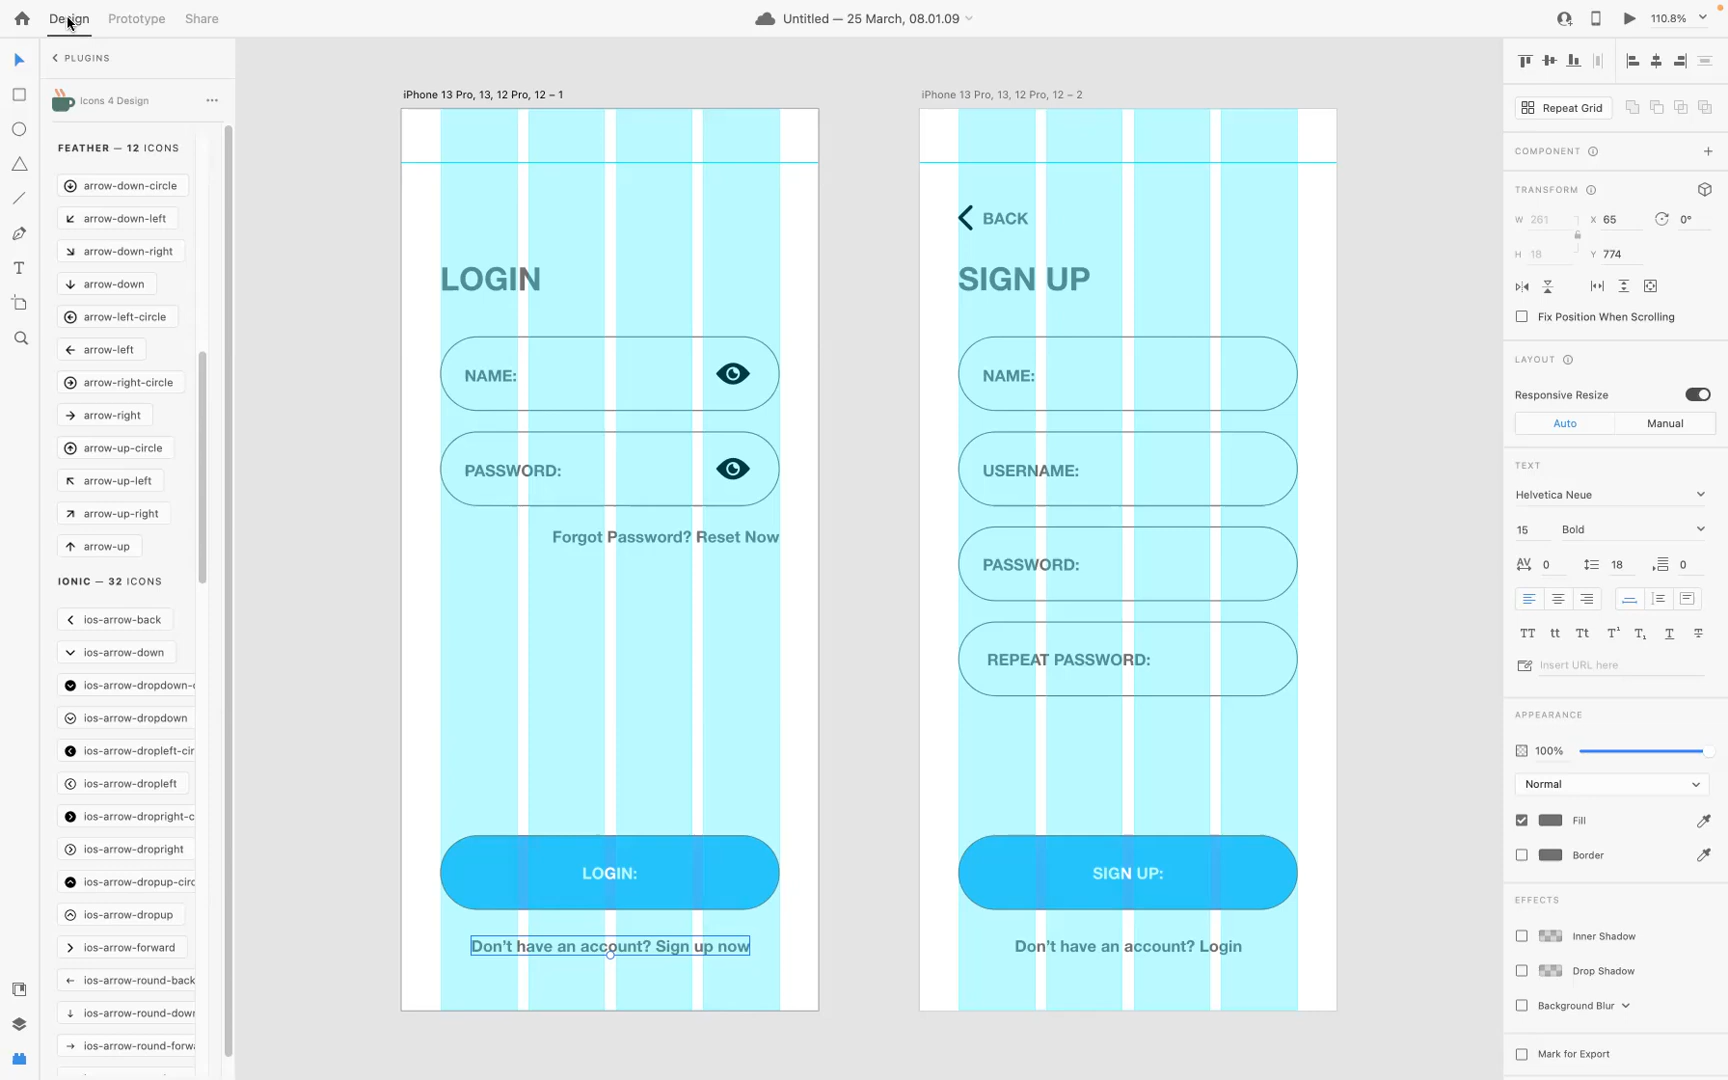 Design
Prototype
Share
Untitled — 25 March, 08.01.09
110.8%
PLUGINS
Icons 4 Design
FEATHER — 12 ICONS
arrow-down-circle
arrow-down-left
arrow-down-right
arrow-down
arrow-left-circle
arrow-left
arrow-right-circle
arrow-right
arrow-up-circle
arrow-up-left
arrow-up-right
arrow-up
IONIC — 32 ICONS
ios-arrow-back
ios-arrow-down
ios-arrow-dropdown-c
ios-arrow-dropdown
ios-arrow-dropleft-cir
ios-arrow-dropleft
ios-arrow-dropright-c
ios-arrow-dropright
ios-arrow-dropup-circ
ios-arrow-dropup
ios-arrow-forward
ios-arrow-round-back
ios-arrow-round-down
ios-arrow-round-forwa
iPhone 13 Pro, 13, 12 Pro, 12 – 1
LOGIN
NAME:
PASSWORD:
Forgot Password? Reset Now
LOGIN:
Don't have an account? Sign up now
iPhone 13 Pro, 13, 12 Pro, 12 – 2
BACK
SIGN UP
NAME:
USERNAME:
PASSWORD:
REPEAT PASSWORD:
SIGN UP:
Don't have an account? Login
Repeat Grid
COMPONENT
TRANSFORM
W 261 X 65 0°
H 18 Y 774
Fix Position When Scrolling
LAYOUT
Responsive Resize
Auto Manual
TEXT
Helvetica Neue
15 Bold
AV 0 18 0
TT tt Tt T¹ T₁ T T
Insert URL here
APPEARANCE
100%
Normal
Fill
Border
EFFECTS
Inner Shadow
Drop Shadow
Background Blur
Mark for Export